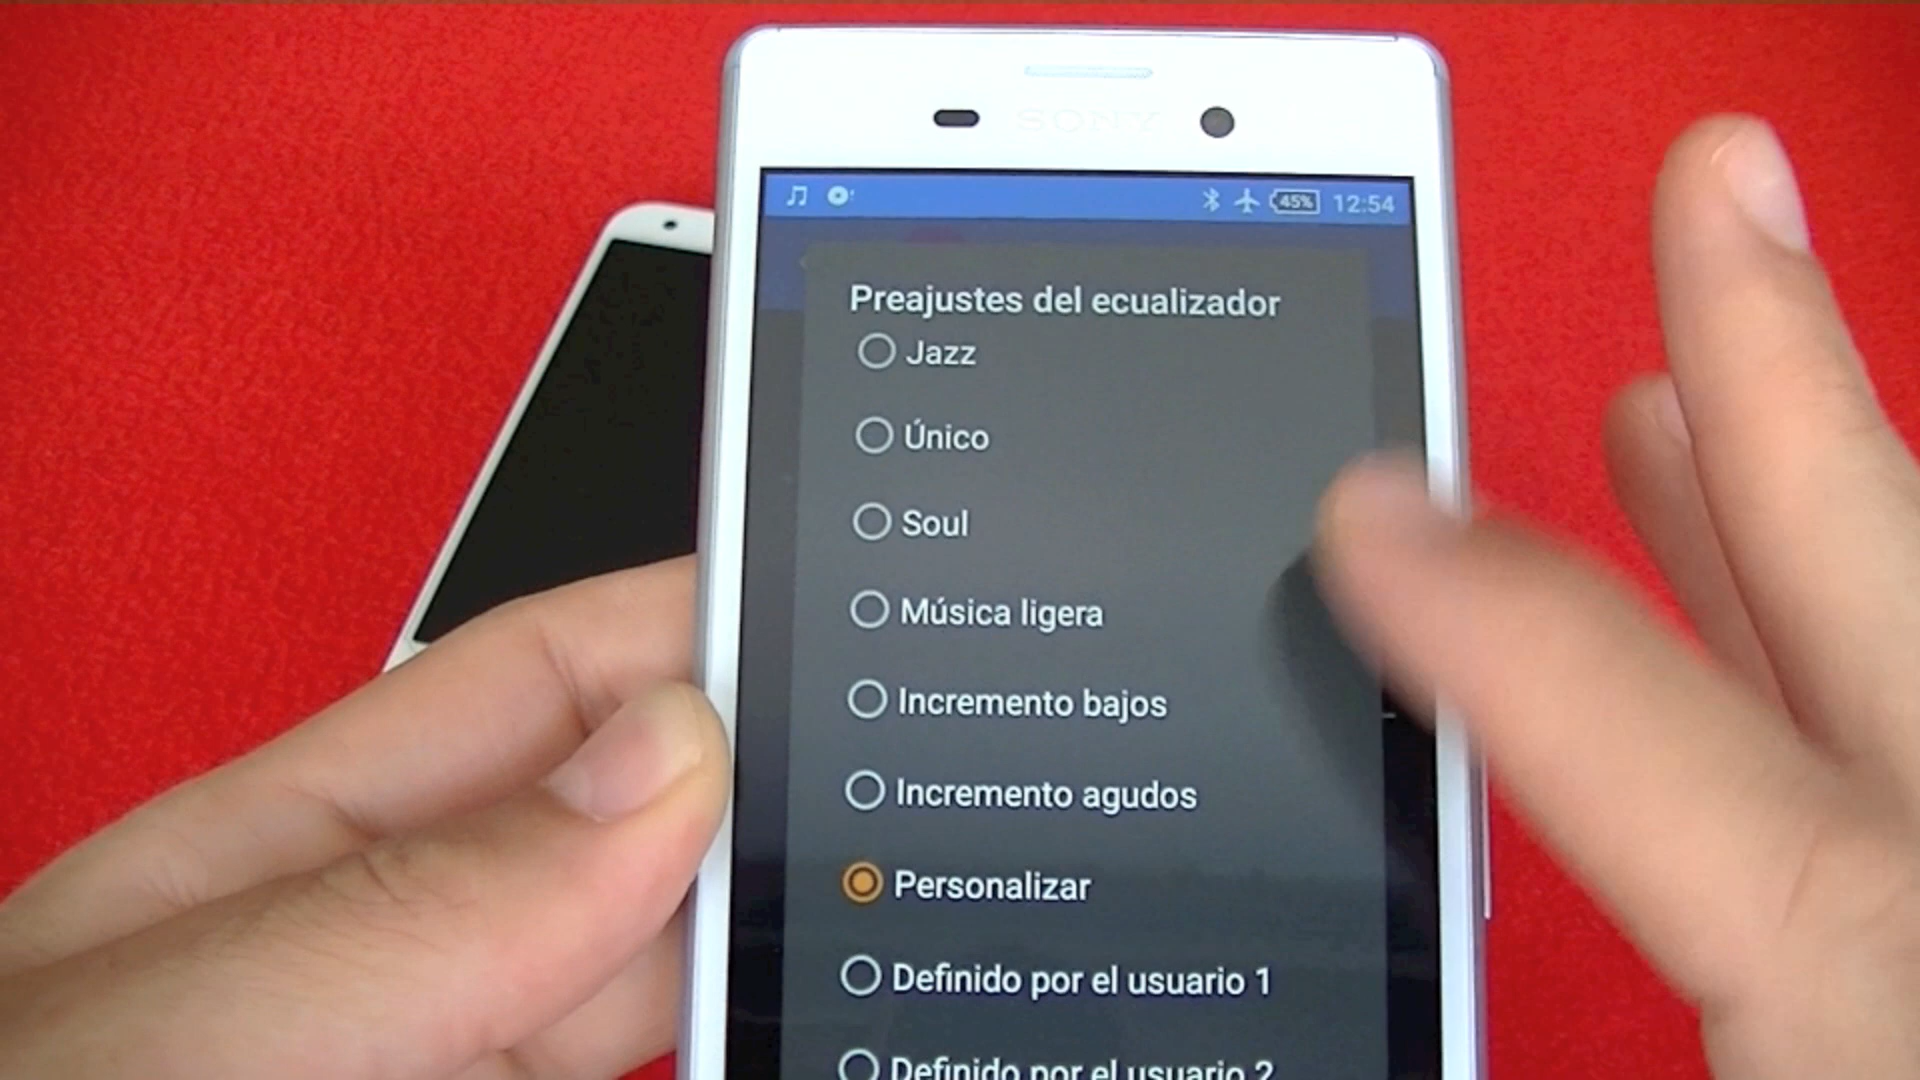 SONY
45% 12:54
Preajustes del ecualizador
Jazz
Único
Soul
Música ligera
Incremento bajos
Incremento agudos
Personalizar
Definido por el usuario 1
Definido por el usuario 2